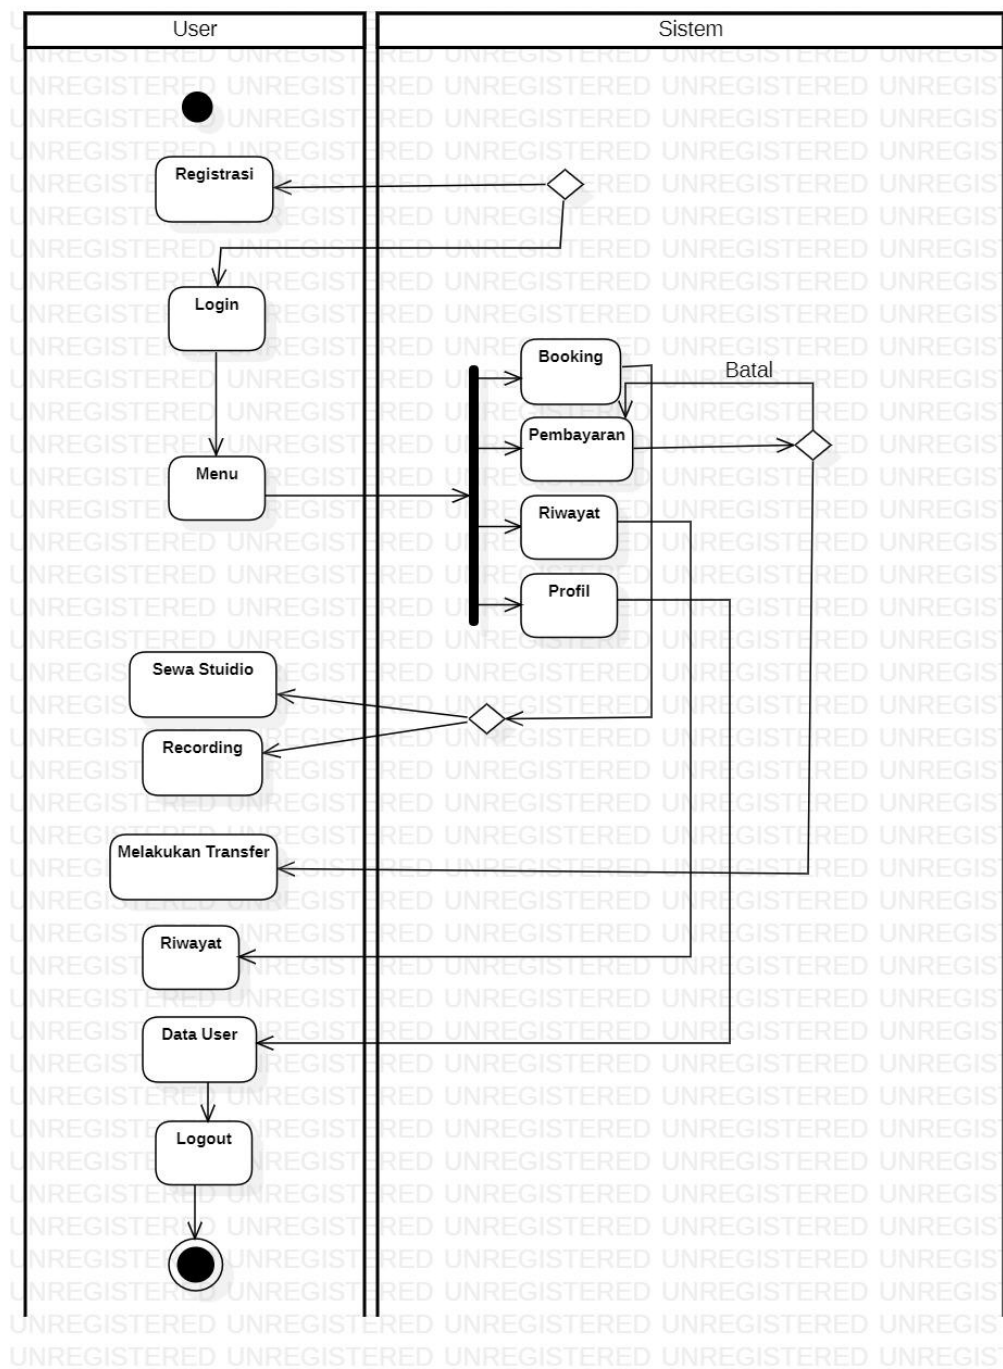 User
Sistem
Registrasi
Login
Booking
Batal
Pembayaran
Menu
Riwayat
Profil
Sewa Stuidio
Recording
Melakukan Transfer
Riwayat
Data User
Logout
UNREGISTERED